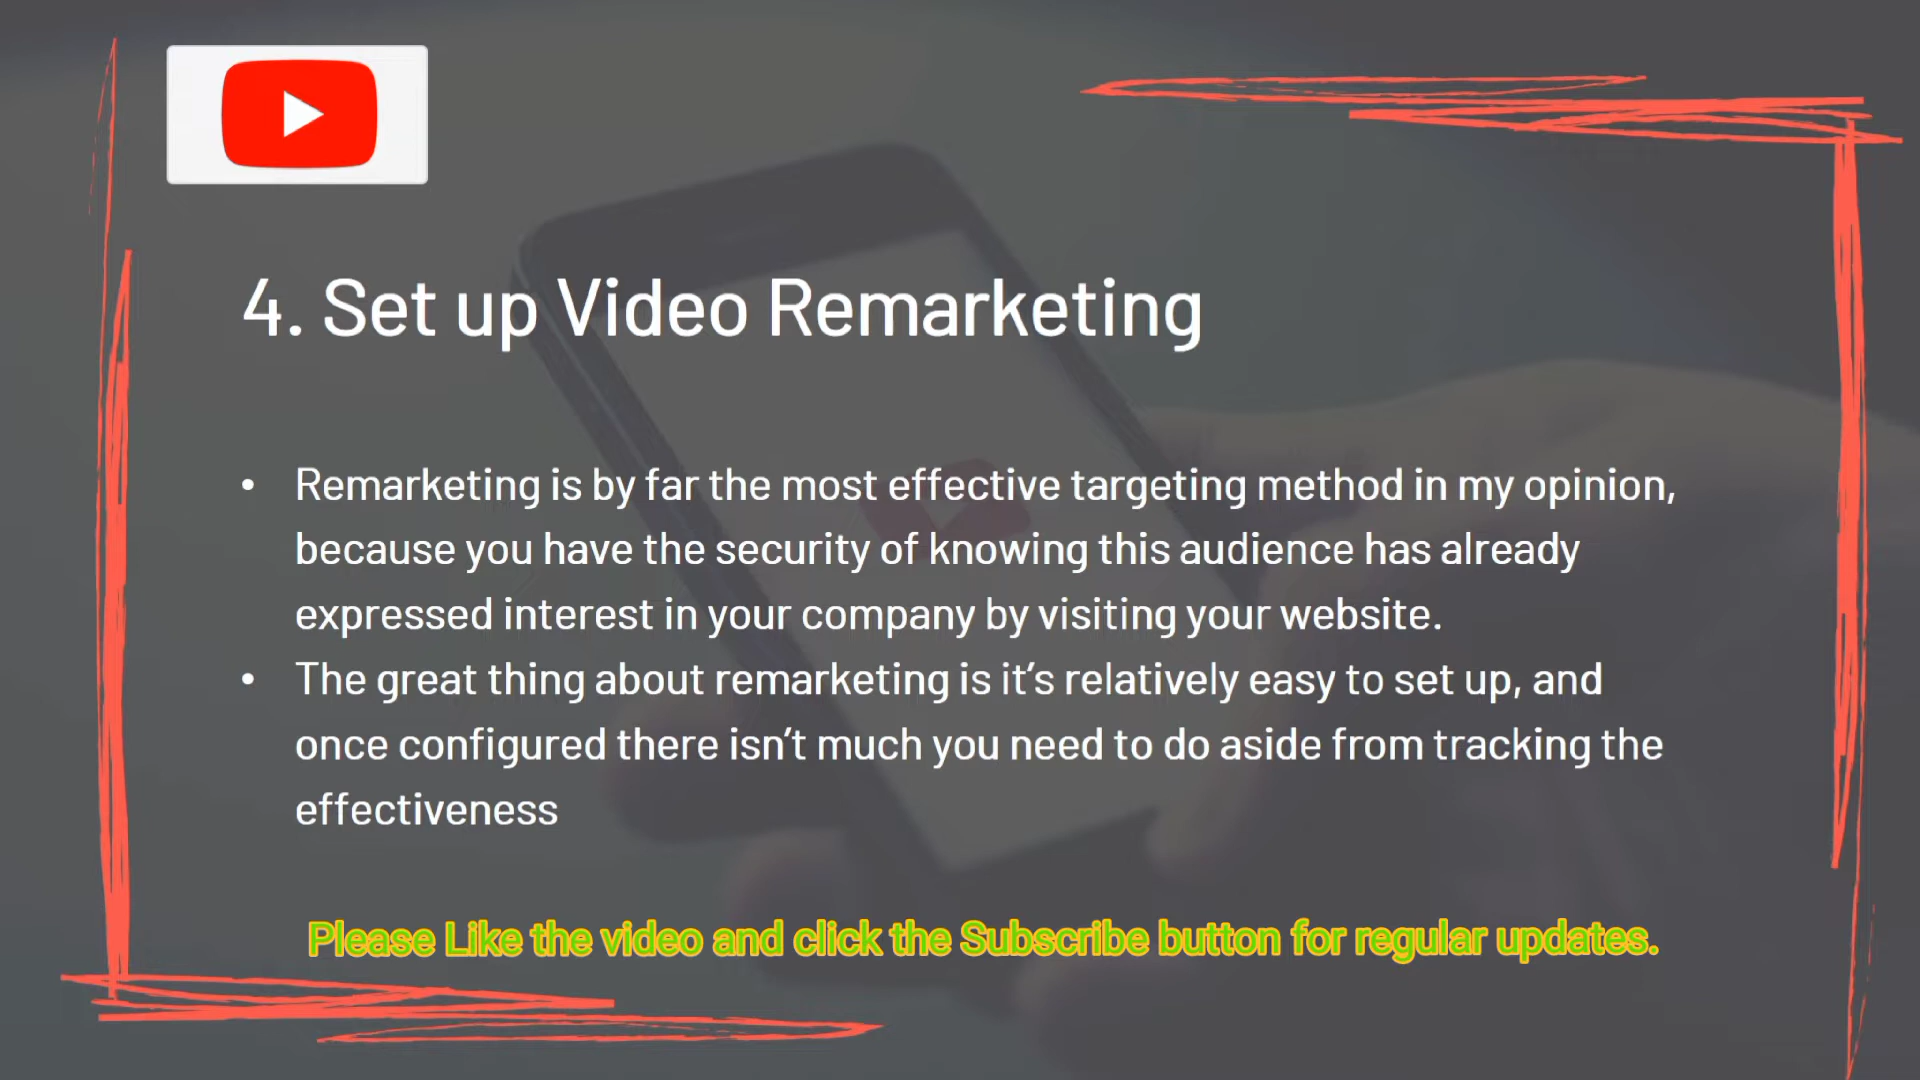 4. Set up Video Remarketing
• Remarketing is by far the most effective targeting method in my opinion,
because you have the security of knowing this audience has already
expressed interest in your company by visiting your website.
• The great thing about remarketing is it’s relatively easy to set up, and
once configured there isn’t much you need to do aside from tracking the
effectiveness
Please Like the video and click the Subscribe button for regular updates.